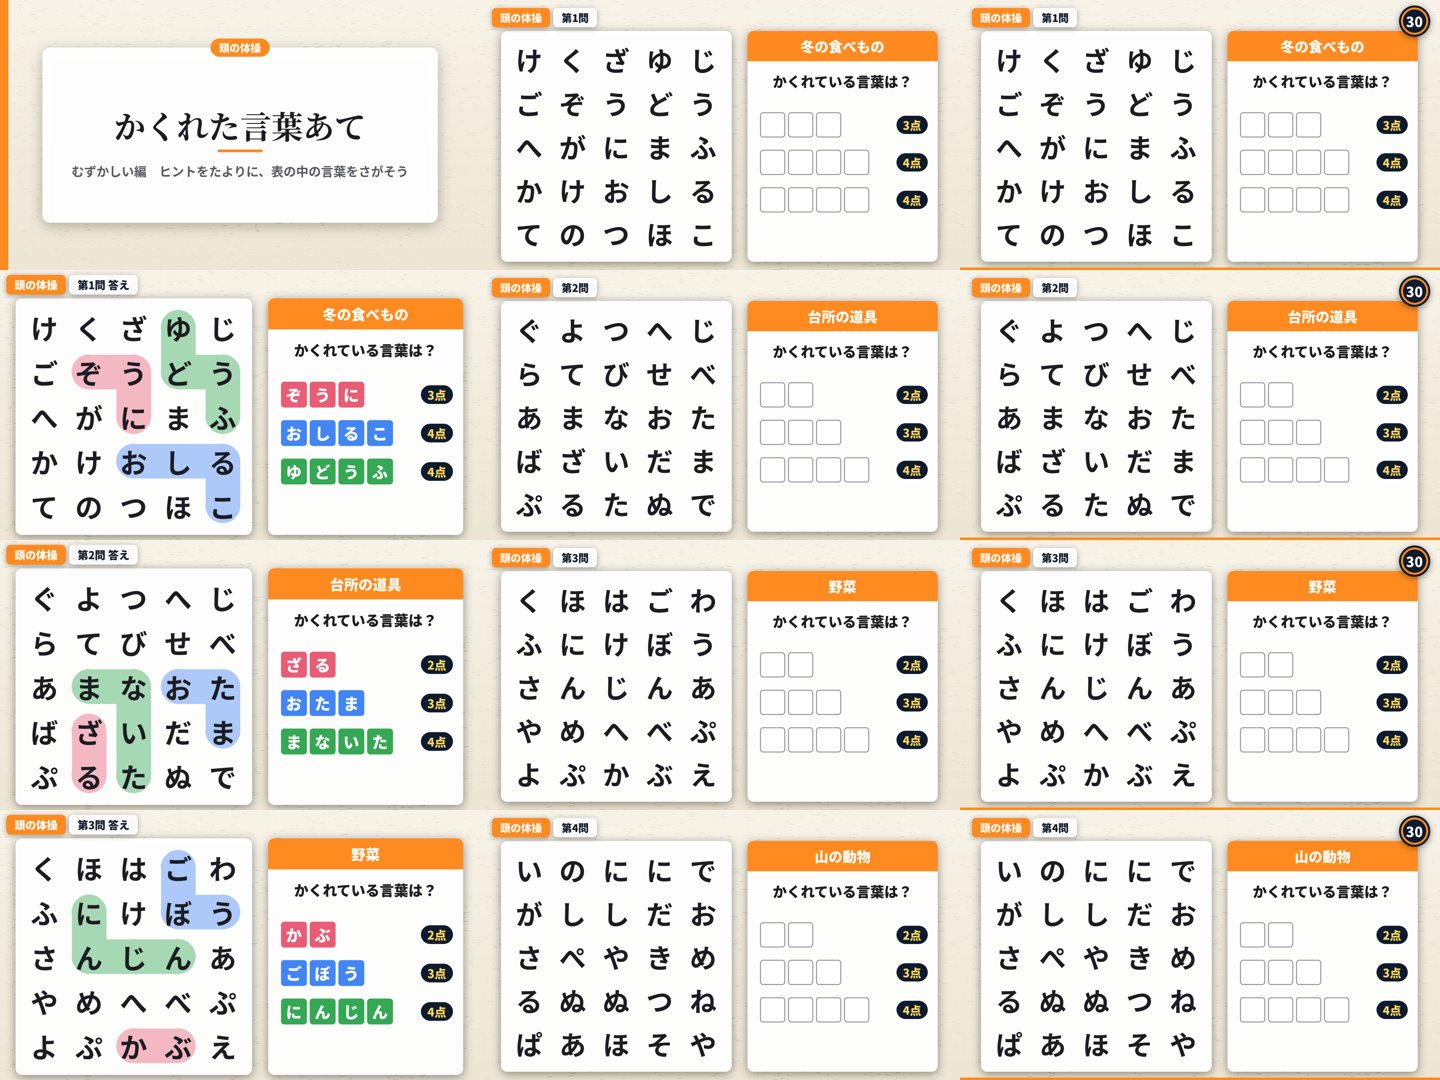 頭の体操
かくれた言葉あて
むずかしい編 ヒントをたよりに、表の中の言葉をさがそう
頭の体操 第1問
け く ざ ゆ じ
ご ぞ う ど う
へ が に ま ふ
か け お し る
て の つ ほ こ
冬の食べもの
かくれている言葉は？
3点
4点
4点
頭の体操 第1問
30
け く ざ ゆ じ
ご ぞ う ど う
へ が に ま ふ
か け お し る
て の つ ほ こ
冬の食べもの
かくれている言葉は？
3点
4点
4点
頭の体操 第1問 答え
け く ざ ゆ じ
ご ぞ う ど う
へ が に ま ふ
か け お し る
て の つ ほ こ
冬の食べもの
かくれている言葉は？
ぞうに 3点
おしるこ 4点
ゆどうふ 4点
頭の体操 第2問
ぐ よ つ へ じ
ら て び せ べ
あ ま な お た
ば ざ い だ ま
ぷ る た ぬ で
台所の道具
かくれている言葉は？
2点
3点
4点
頭の体操 第2問
30
ぐ よ つ へ じ
ら て び せ べ
あ ま な お た
ば ざ い だ ま
ぷ る た ぬ で
台所の道具
かくれている言葉は？
2点
3点
4点
頭の体操 第2問 答え
ぐ よ つ へ じ
ら て び せ べ
あ ま な お た
ば ざ い だ ま
ぷ る た ぬ で
台所の道具
かくれている言葉は？
ざる 2点
おたま 3点
まないた 4点
頭の体操 第3問
く ほ は ご わ
ふ に け ぼ う
さ ん じ ん あ
や め へ べ ぷ
よ ぷ か ぶ え
野菜
かくれている言葉は？
2点
3点
4点
頭の体操 第3問
30
く ほ は ご わ
ふ に け ぼ う
さ ん じ ん あ
や め へ べ ぷ
よ ぷ か ぶ え
野菜
かくれている言葉は？
2点
3点
4点
頭の体操 第3問 答え
く ほ は ご わ
ふ に け ぼ う
さ ん じ ん あ
や め へ べ ぷ
よ ぷ か ぶ え
野菜
かくれている言葉は？
かぶ 2点
ごぼう 3点
にんじん 4点
頭の体操 第4問
い の に に で
が し し だ お
さ ぺ や き め
る ぬ ぬ つ ね
ぱ あ ほ そ や
山の動物
かくれている言葉は？
2点
3点
4点
頭の体操 第4問
30
い の に に で
が し し だ お
さ ぺ や き め
る ぬ ぬ つ ね
ぱ あ ほ そ や
山の動物
かくれている言葉は？
2点
3点
4点